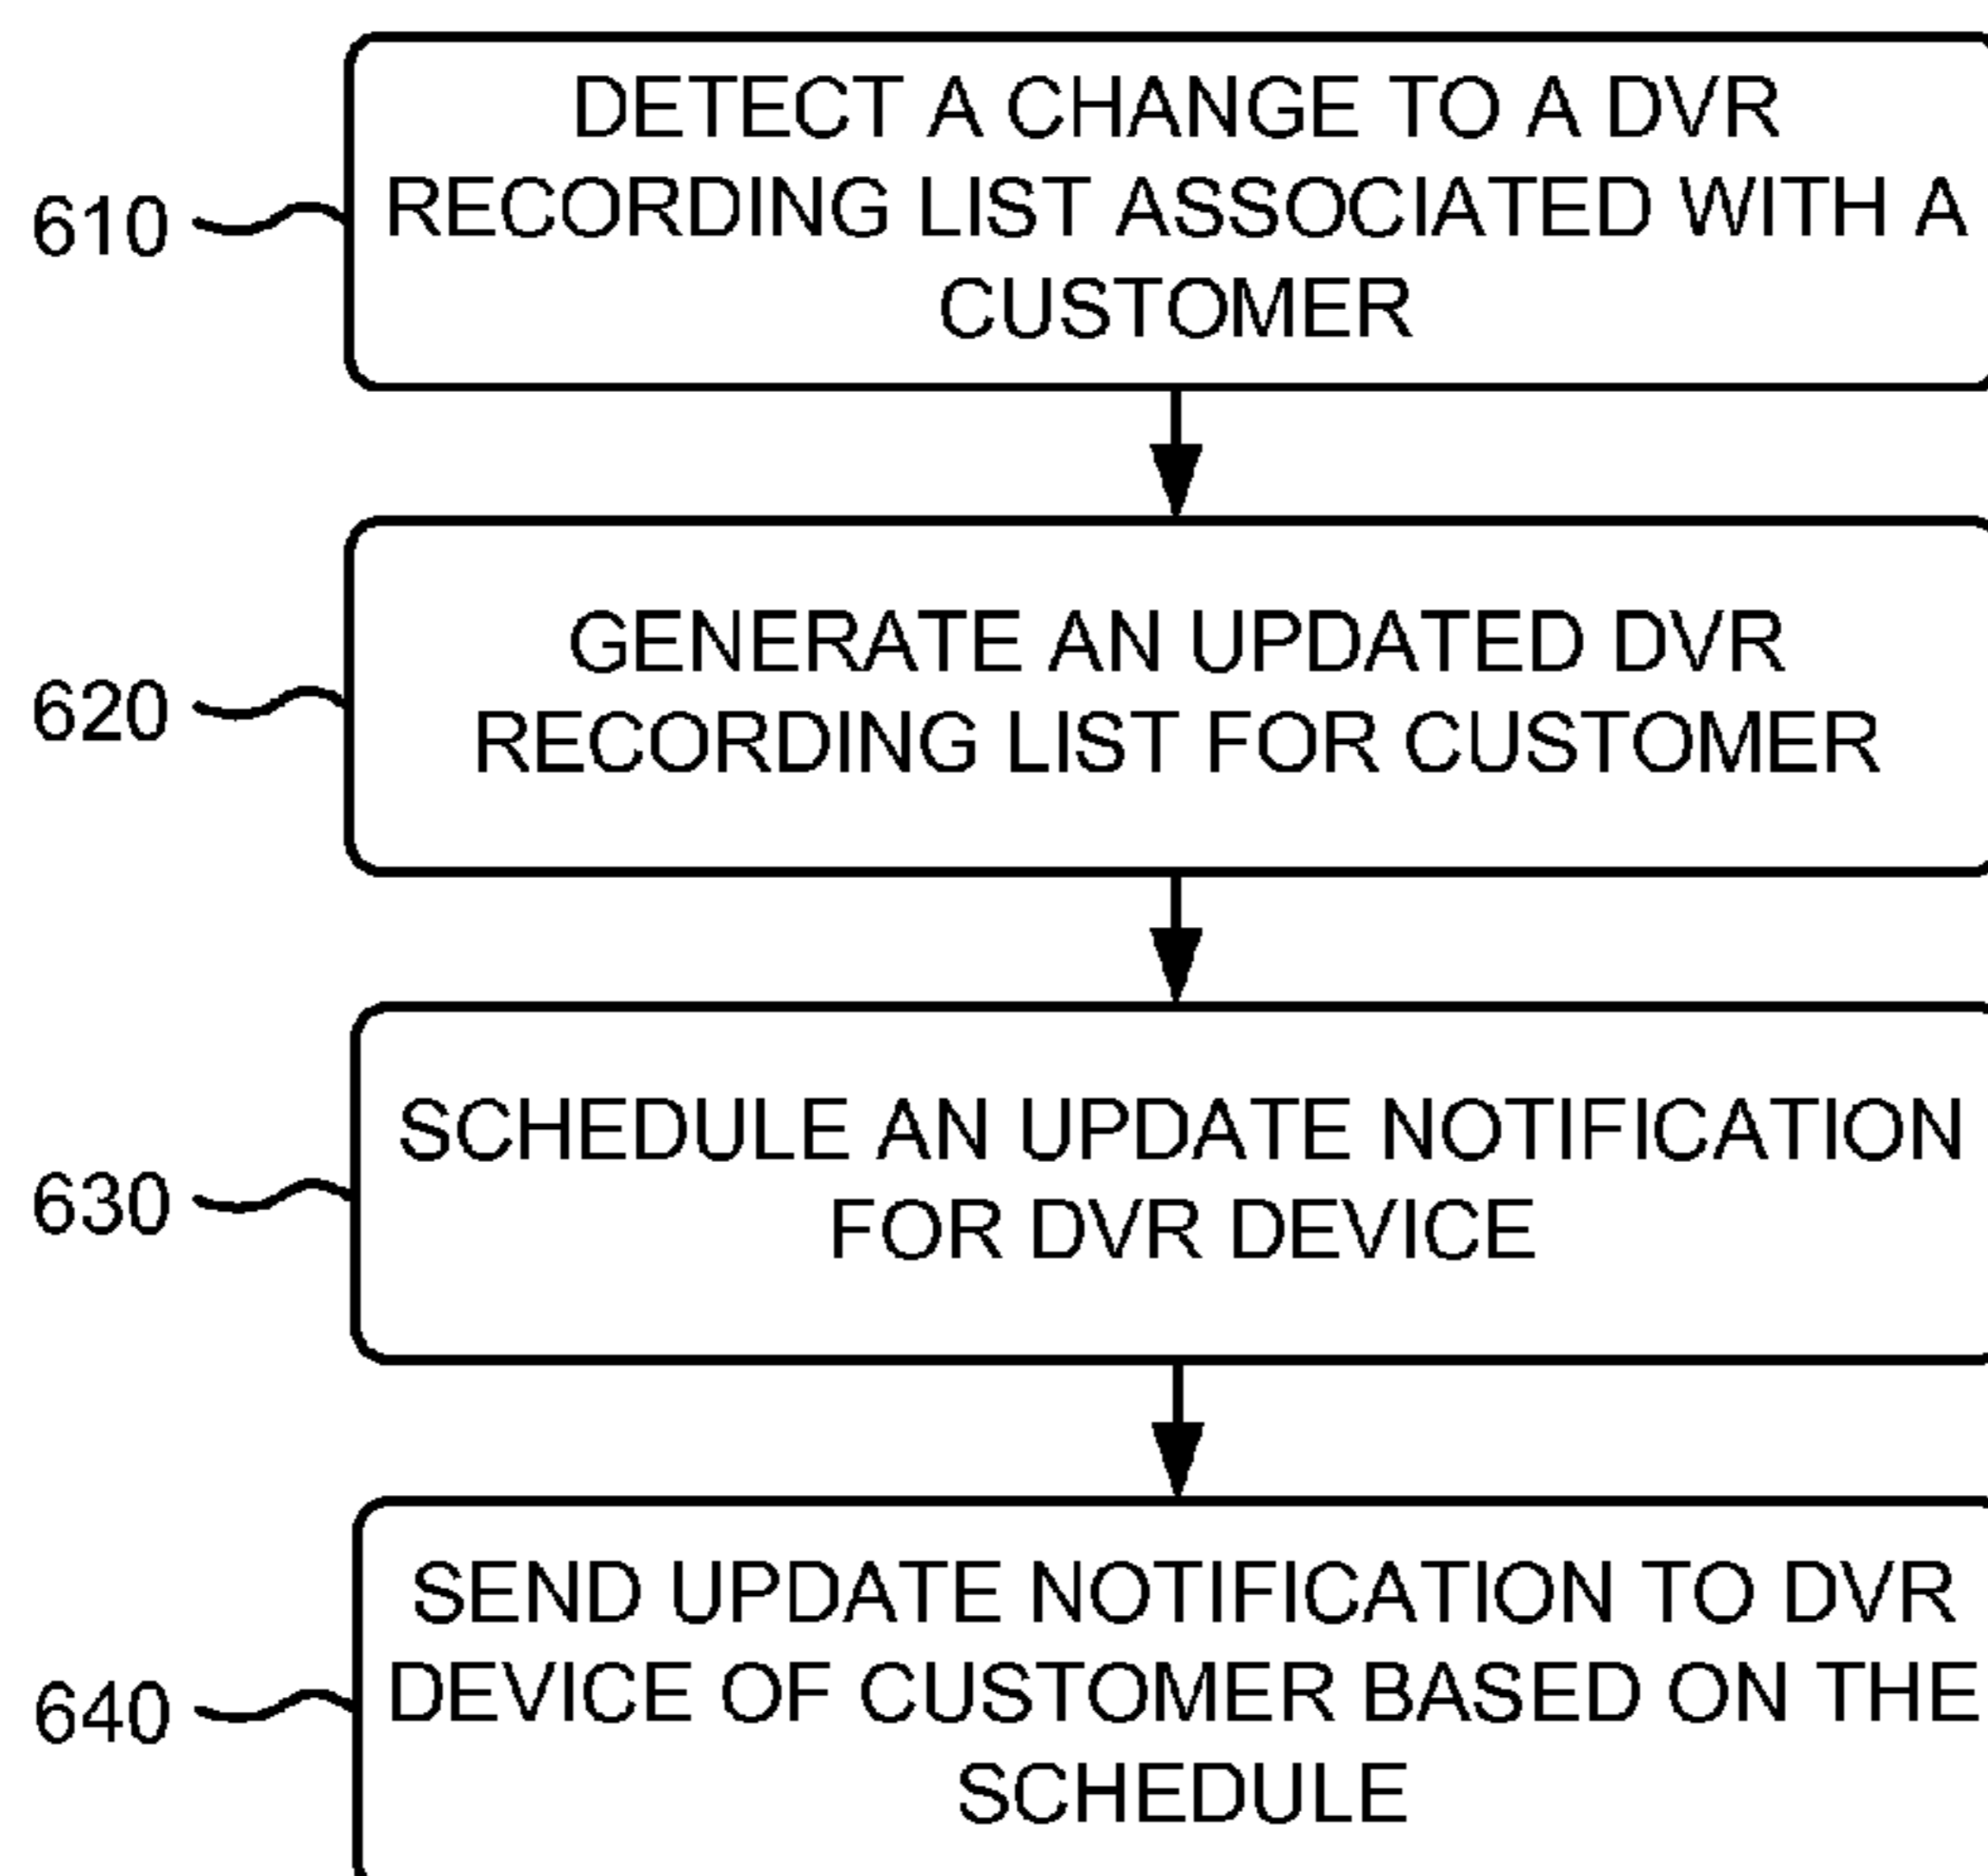 DETECT A CHANGE TO A DVR
RECORDING LIST ASSOCIATED WITH A
CUSTOMER
610
GENERATE AN UPDATED DVR
RECORDING LIST FOR CUSTOMER
620
SCHEDULE AN UPDATE NOTIFICATION
FOR DVR DEVICE
630
SEND UPDATE NOTIFICATION TO DVR
DEVICE OF CUSTOMER BASED ON THE
SCHEDULE
640